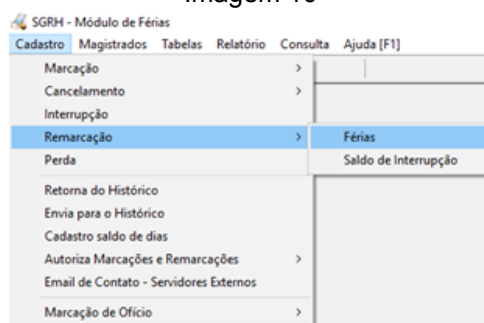 SGRH - Módulo de Férias
Cadastro Magistrados Tabelas Relatório Consulta Ajuda [F1]
Marcação
Cancelamento
Interrupção
Remarcação
Férias
Perda
Saldo de Interrupção
Retorna do Histórico
Envia para o Histórico
Cadastro saldo de dias
Autoriza Marcações e Remarcações
Email de Contato - Servidores Externos
Marcação de Ofício